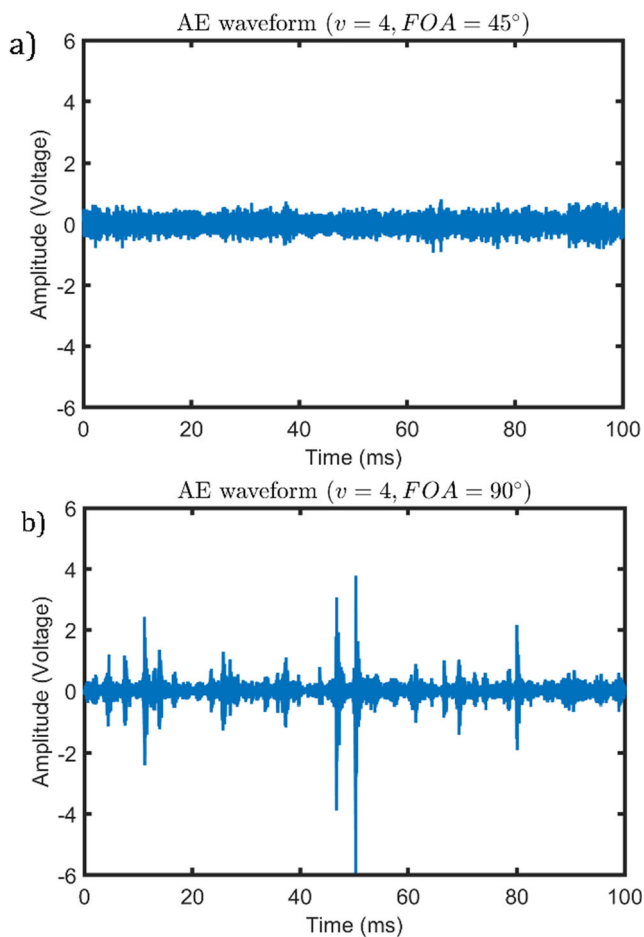 AE waveform (v = 4, FOA = 45°)
a)
6
4
2
0
-2
-4
-6
Amplitude (Voltage)
0 20 40 60 80 100
Time (ms)
AE waveform (v = 4, FOA = 90°)
b)
6
4
2
0
-2
-4
-6
Amplitude (Voltage)
0 20 40 60 80 100
Time (ms)